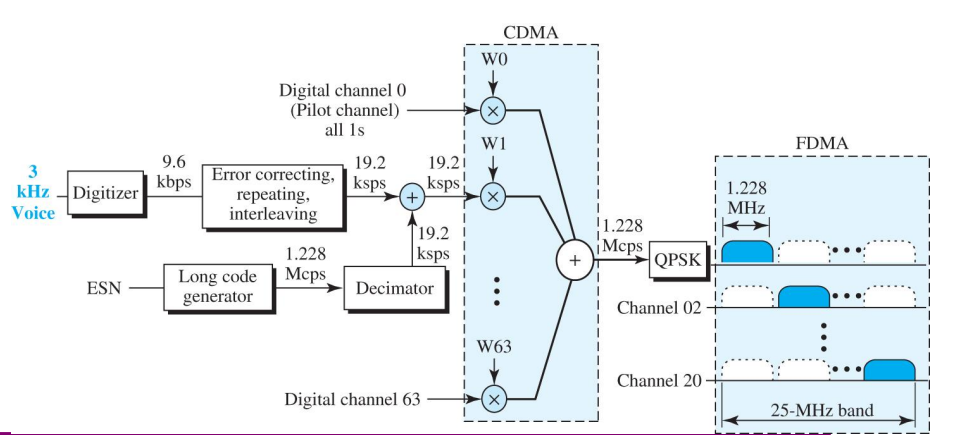 CDMA
W0
Digital channel 0
(Pilot channel)
all 1s
W1
FDMA
3
kHz
Voice
Digitizer
9.6
kbps
Error correcting,
repeating,
interleaving
19.2
ksps
+
19.2
ksps
×
×
19.2
ksps
ESN
Long code
generator
1.228
Mcps
Decimator
W63
Digital channel 63
×
+
1.228
Mcps
QPSK
1.228
MHz
Channel 02
Channel 20
25-MHz band